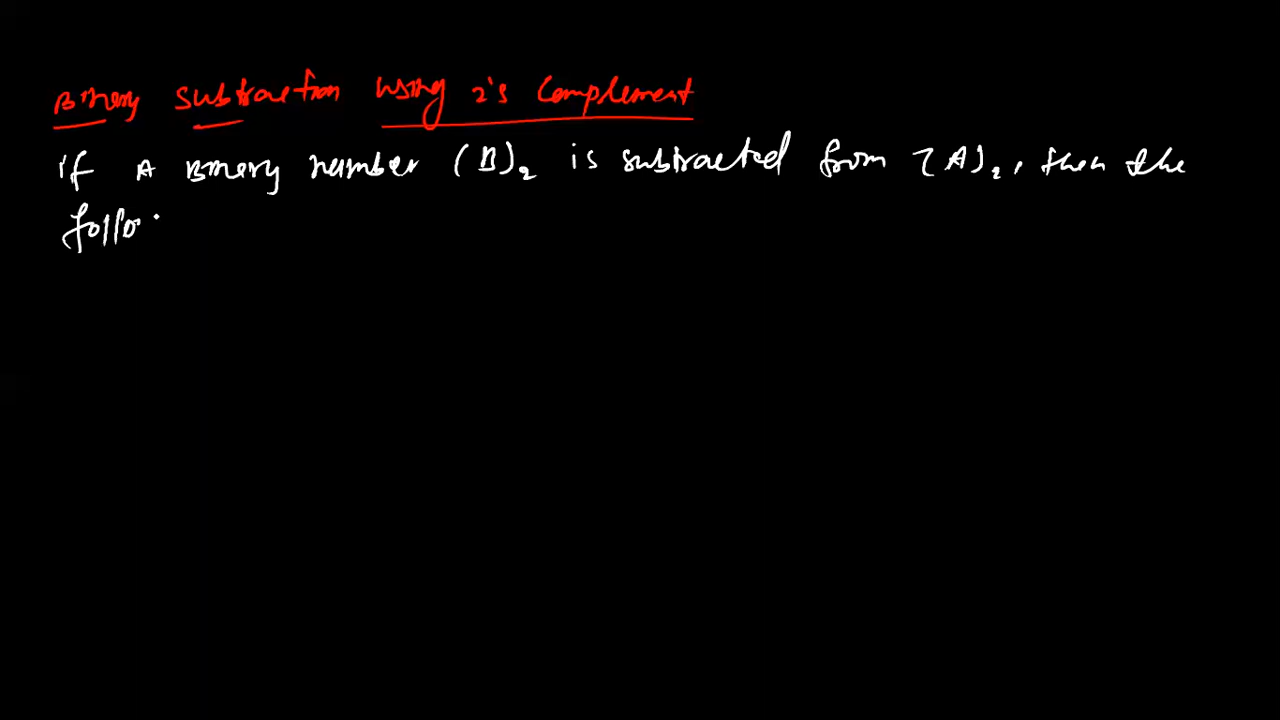 Binary subtraction using 2's complement
if A Binary number (B)₂ is subtracted from (A)₂, then the
follo